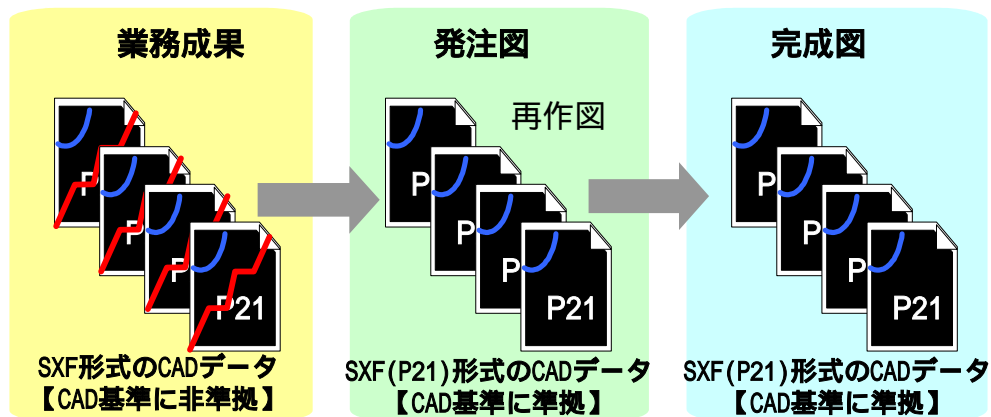 業務成果
P
P
P
P21
SXF形式のCADデータ
【CAD基準に非準拠】
発注図
再作図
P
P
P
P21
SXF(P21)形式のCADデータ
【CAD基準に準拠】
完成図
P
P
P
P21
SXF(P21)形式のCADデータ
【CAD基準に準拠】